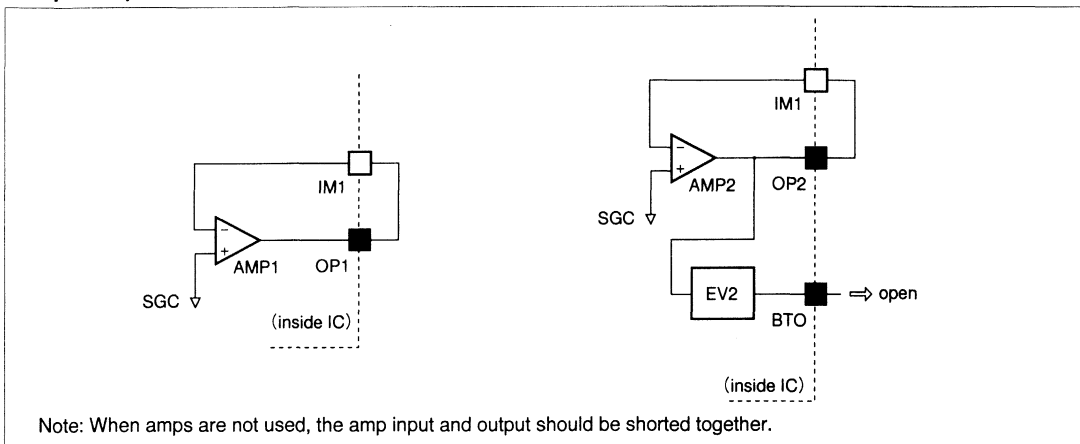 IM1
AMP1
OP1
SGC
(inside IC)
IM1
AMP2
OP2
SGC
EV2
open
BTO
(inside IC)
Note: When amps are not used, the amp input and output should be shorted together.